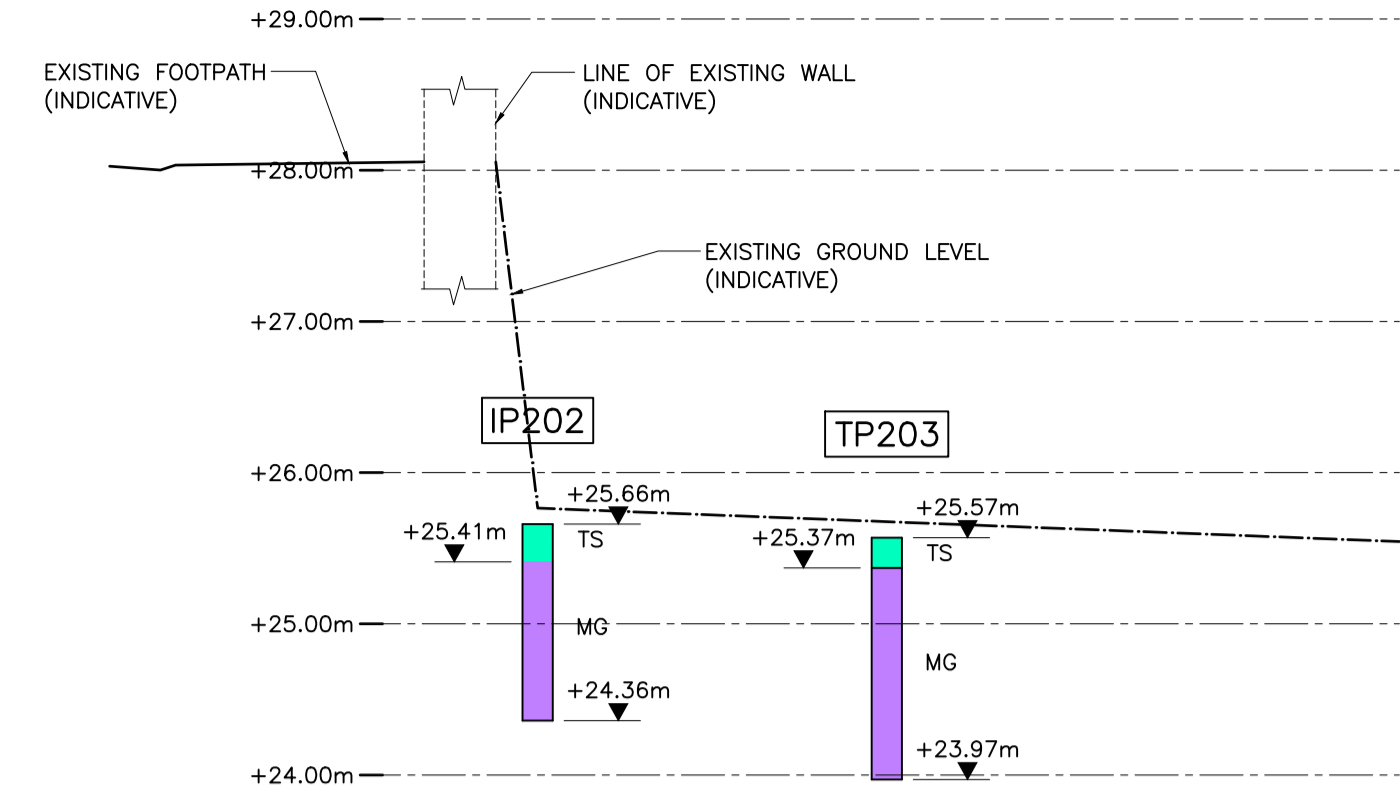 +29.00m
EXISTING FOOTPATH
(INDICATIVE)
LINE OF EXISTING WALL
(INDICATIVE)
+28.00m
EXISTING GROUND LEVEL
(INDICATIVE)
+27.00m
IP202
TP203
+26.00m
+25.66m
+25.57m
+25.41m
TS
+25.37m
TS
+25.00m
MG
MG
+24.36m
+23.97m
+24.00m